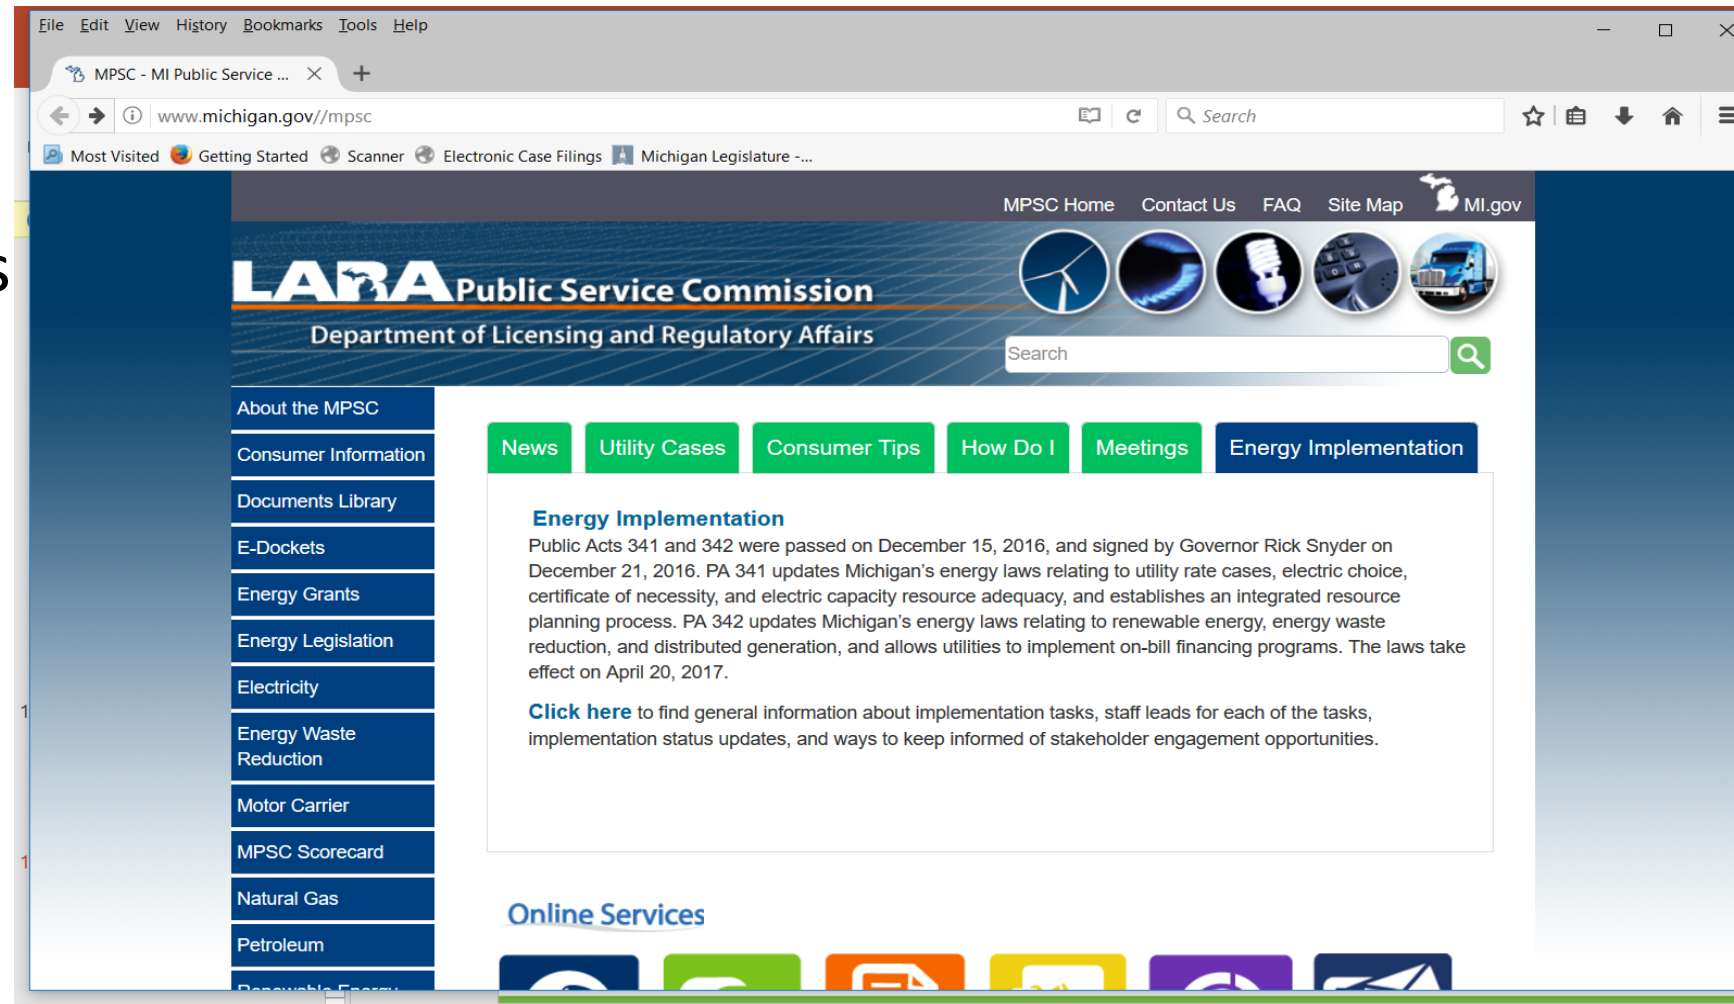 File Edit View History Bookmarks Tools Help
MPSC - MI Public Service ...
www.michigan.gov//mpsc
Search
Most Visited Getting Started Scanner Electronic Case Filings Michigan Legislature -...
MPSC Home Contact Us FAQ Site Map MI.gov
s
LARA Public Service Commission
Department of Licensing and Regulatory Affairs
Search
About the MPSC
Consumer Information
Documents Library
E-Dockets
Energy Grants
Energy Legislation
Electricity
Energy Waste
Reduction
Motor Carrier
MPSC Scorecard
Natural Gas
Petroleum
Renewable Energy
News Utility Cases Consumer Tips How Do I Meetings Energy Implementation
Energy Implementation
Public Acts 341 and 342 were passed on December 15, 2016, and signed by Governor Rick Snyder on
December 21, 2016. PA 341 updates Michigan's energy laws relating to utility rate cases, electric choice,
certificate of necessity, and electric capacity resource adequacy, and establishes an integrated resource
planning process. PA 342 updates Michigan's energy laws relating to renewable energy, energy waste
reduction, and distributed generation, and allows utilities to implement on-bill financing programs. The laws take
effect on April 20, 2017.
Click here to find general information about implementation tasks, staff leads for each of the tasks,
implementation status updates, and ways to keep informed of stakeholder engagement opportunities.
1
1
Online Services